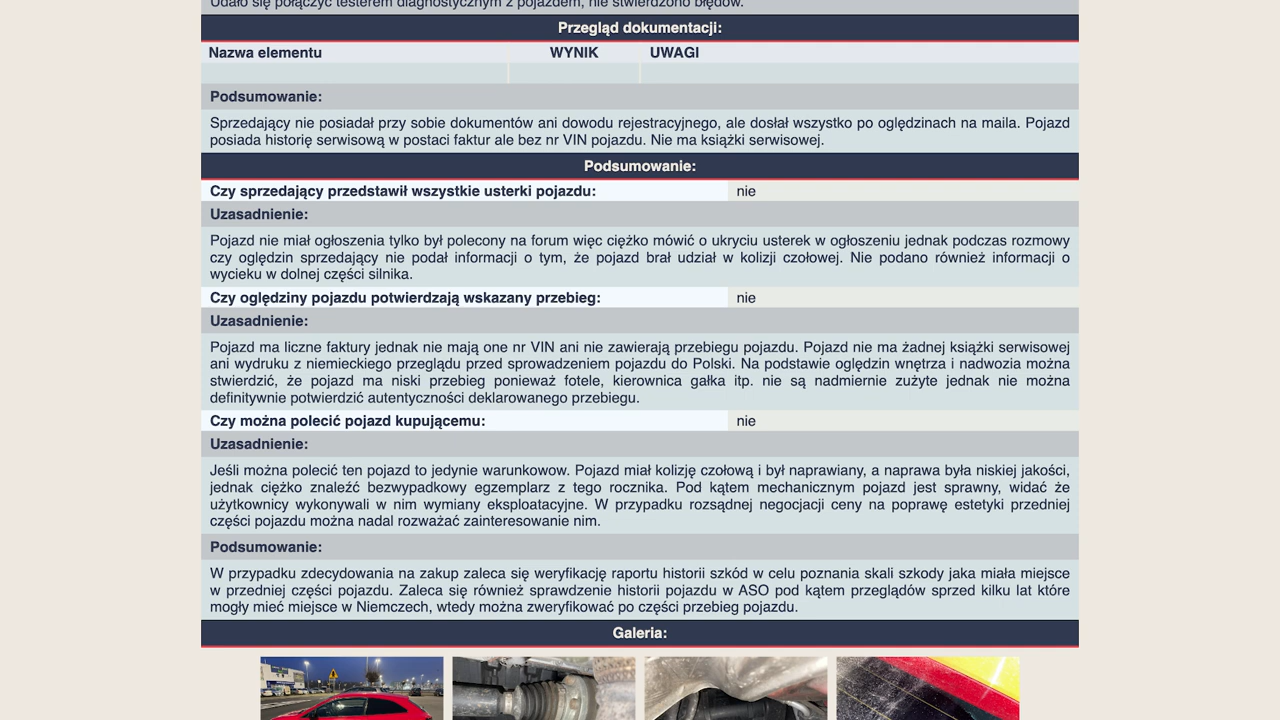 Udało się połączyć testerem diagnostycznym z pojazdem, nie stwierdzono błędów.
Przegląd dokumentacji:
Nazwa elementu WYNIK UWAGI
Podsumowanie:
Sprzedający nie posiadał przy sobie dokumentów ani dowodu rejestracyjnego, ale dosłał wszystko po oględzinach na maila. Pojazd
posiada historię serwisową w postaci faktur ale bez nr VIN pojazdu. Nie ma książki serwisowej.
Podsumowanie:
Czy sprzedający przedstawił wszystkie usterki pojazdu: nie
Uzasadnienie:
Pojazd nie miał ogłoszenia tylko był polecony na forum więc ciężko mówić o ukryciu usterek w ogłoszeniu jednak podczas rozmowy
czy oględzin sprzedający nie podał informacji o tym, że pojazd brał udział w kolizji czołowej. Nie podano również informacji o
wycieku w dolnej części silnika.
Czy oględziny pojazdu potwierdzają wskazany przebieg: nie
Uzasadnienie:
Pojazd ma liczne faktury jednak nie mają one nr VIN ani nie zawierają przebiegu pojazdu. Pojazd nie ma żadnej książki serwisowej
ani wydruku z niemieckiego przeglądu przed sprowadzeniem pojazdu do Polski. Na podstawie oględzin wnętrza i nadwozia można
stwierdzić, że pojazd ma niski przebieg ponieważ fotele, kierownica gałka itp. nie są nadmiernie zużyte jednak nie można
definitywnie potwierdzić autentyczności deklarowanego przebiegu.
Czy można polecić pojazd kupującemu: nie
Uzasadnienie:
Jeśli można polecić ten pojazd to jedynie warunkowow. Pojazd miał kolizję czołową i był naprawiany, a naprawa była niskiej jakości,
jednak ciężko znaleźć bezwypadkowy egzemplarz z tego rocznika. Pod kątem mechanicznym pojazd jest sprawny, widać że
użytkownicy wykonywali w nim wymiany eksploatacyjne. W przypadku rozsądnej negocjacji ceny na poprawę estetyki przedniej
części pojazdu można nadal rozważać zainteresowanie nim.
Podsumowanie:
W przypadku zdecydowania na zakup zaleca się weryfikację raportu historii szkód w celu poznania skali szkody jaka miała miejsce
w przedniej części pojazdu. Zaleca się również sprawdzenie historii pojazdu w ASO pod kątem przeglądów sprzed kilku lat które
mogły mieć miejsce w Niemczech, wtedy można zweryfikować po części przebieg pojazdu.
Galeria: